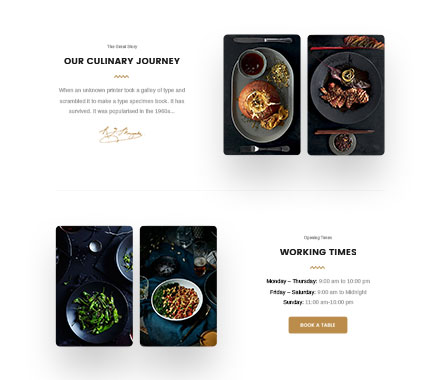 The Great Story
OUR CULINARY JOURNEY
When an unknown printer took a galley of type and
scrambled it to make a type specimen book. It has
survived. It was popularised in the 1960s...
Opening Times
WORKING TIMES
Monday – Thursday: 9:00 am to 10:00 pm
Friday – Saturday: 9:00 am to Midnight
Sunday: 11:00 am-10:00 pm
BOOK A TABLE